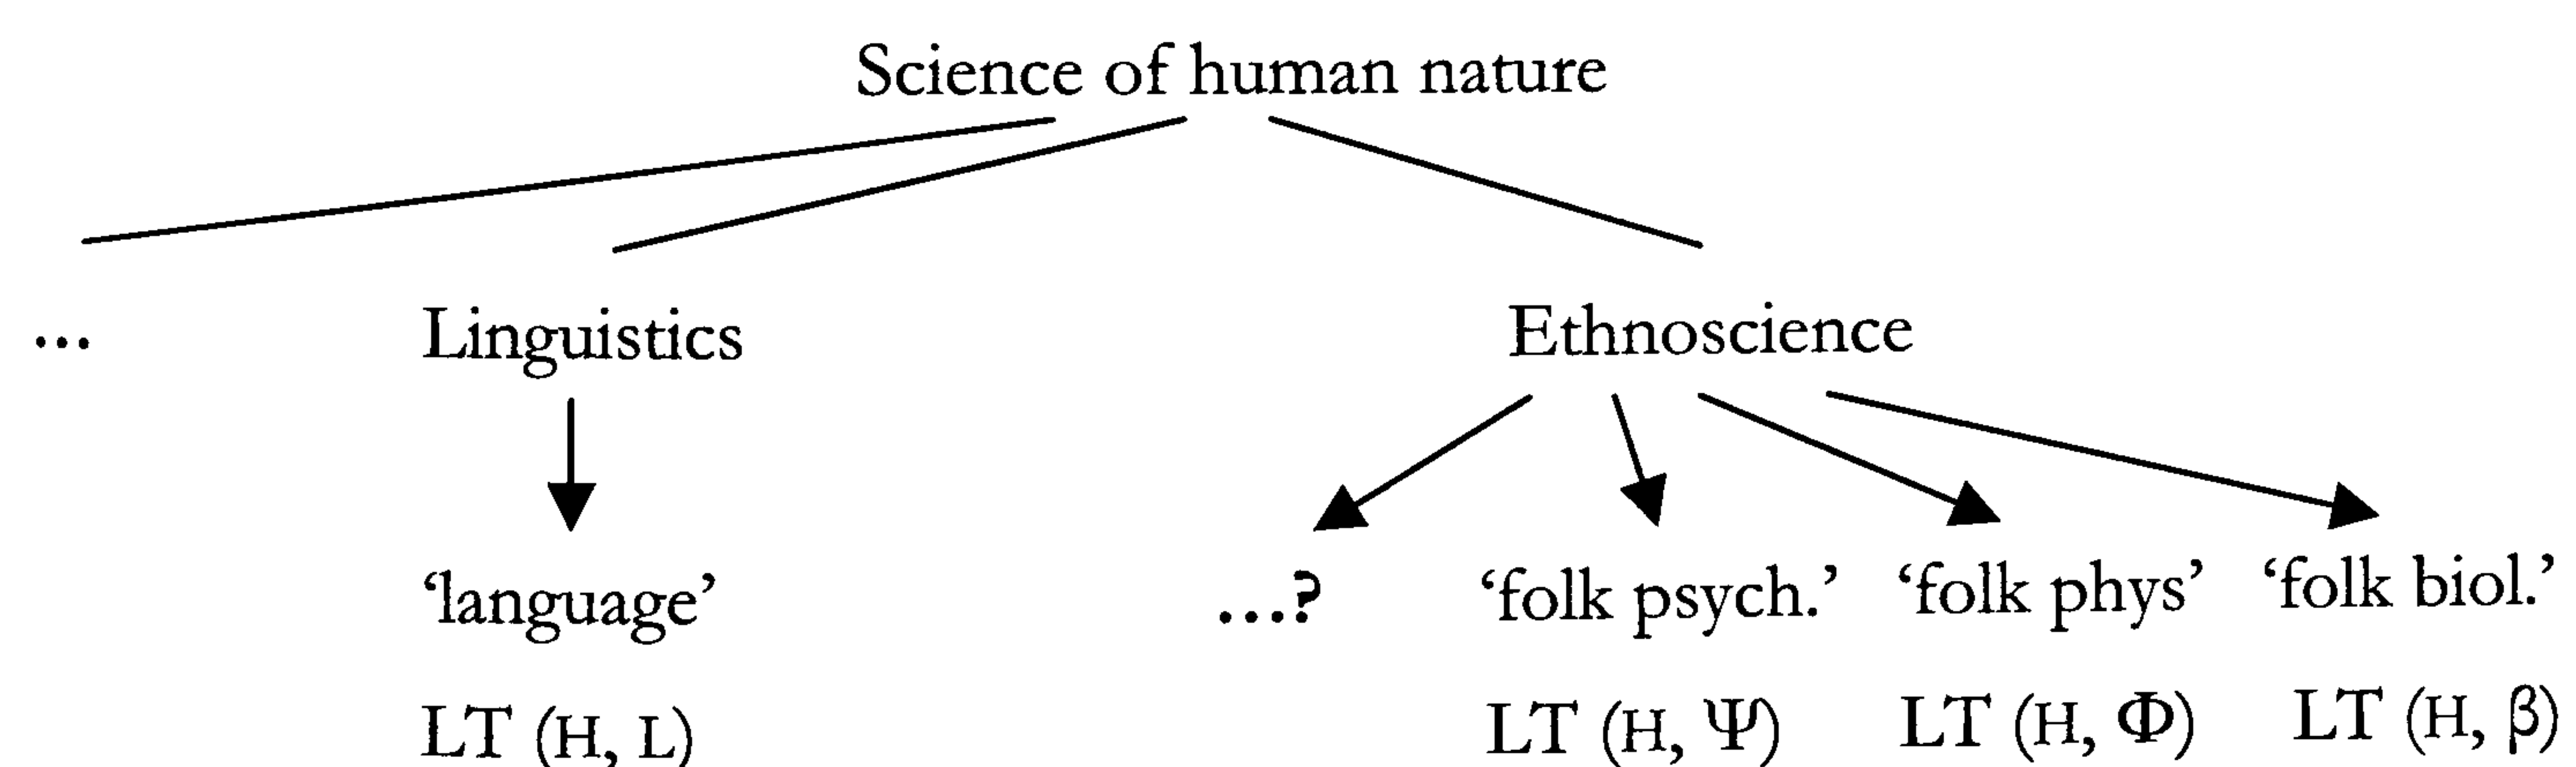 Science of human nature
... Linguistics Ethnoscience
‘language’ ...? ‘folk psych.’ ‘folk phys’ ‘folk biol.’
LT (H, L) LT (H, Ψ) LT (H, Φ) LT (H, β)